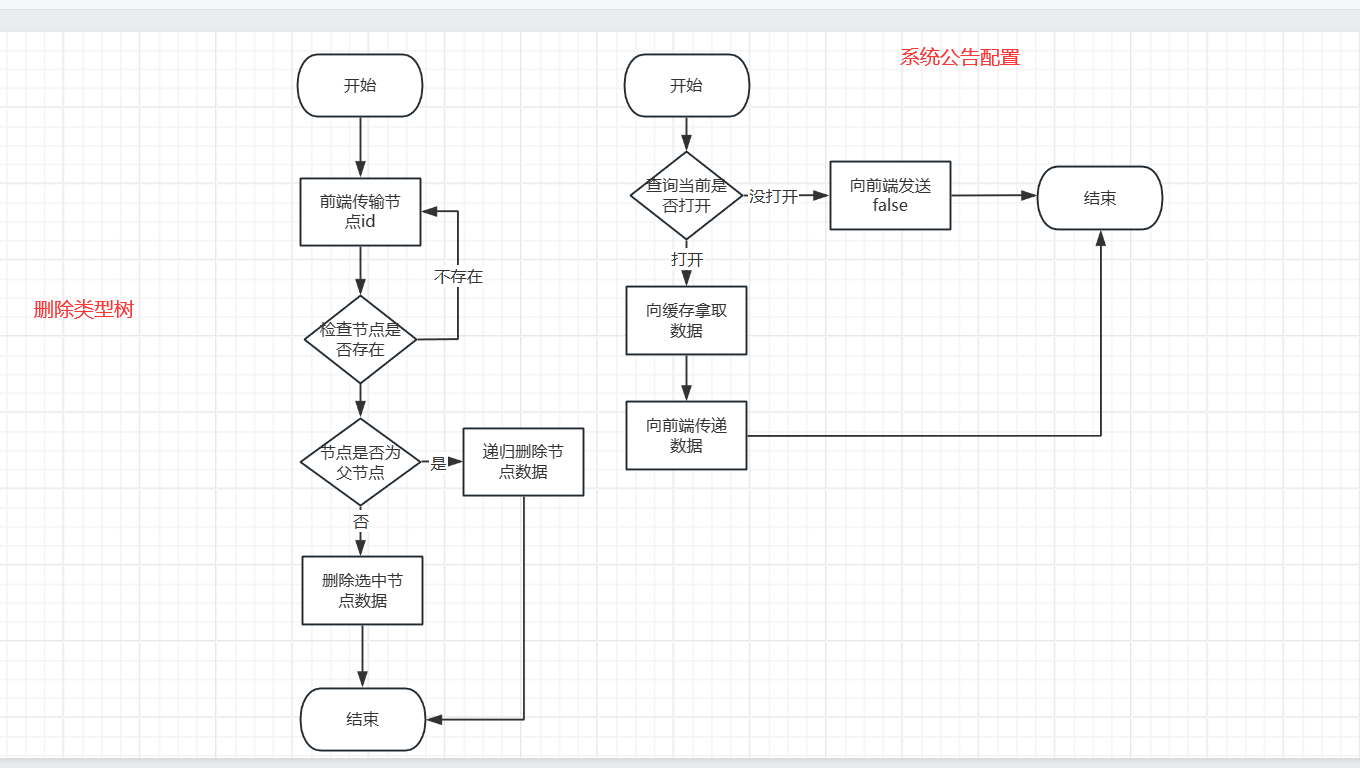 删除类型树
开始
前端传输节
点id
不存在
检查节点是
否存在
节点是否为
父节点
是
递归删除节
点数据
否
删除选中节
点数据
结束
系统公告配置
开始
查询当前是
否打开
没打开
向前端发送
false
结束
打开
向缓存拿取
数据
向前端传递
数据